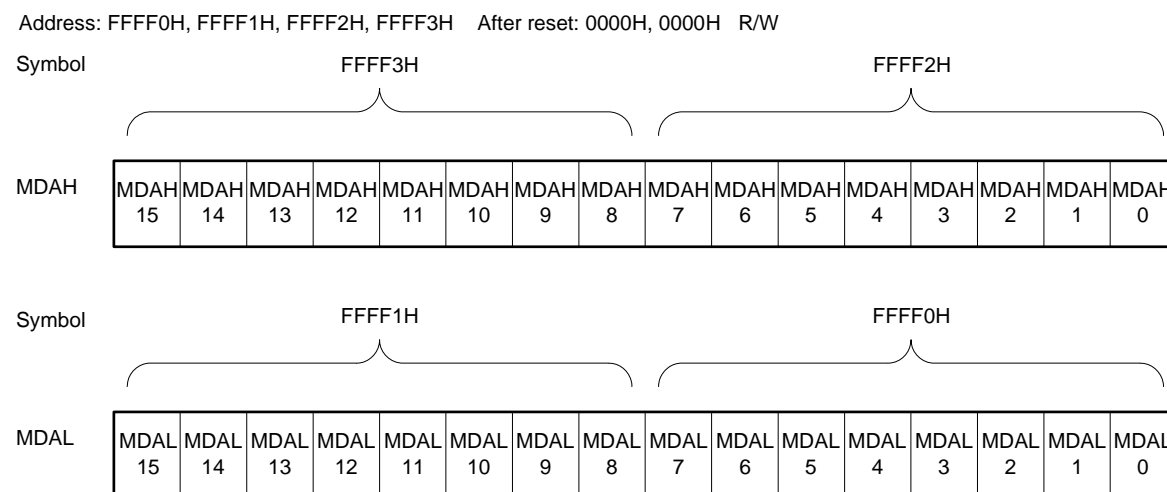 Address: FFFF0H, FFFF1H, FFFF2H, FFFF3H After reset: 0000H, 0000H R/W
Symbol FFFF3H FFFF2H
MDAH MDAH MDAH MDAH MDAH MDAH MDAH MDAH MDAH MDAH MDAH MDAH MDAH MDAH MDAH MDAH MDAH
15 14 13 12 11 10 9 8 7 6 5 4 3 2 1 0
Symbol FFFF1H FFFF0H
MDAL MDAL MDAL MDAL MDAL MDAL MDAL MDAL MDAL MDAL MDAL MDAL MDAL MDAL MDAL MDAL MDAL
15 14 13 12 11 10 9 8 7 6 5 4 3 2 1 0